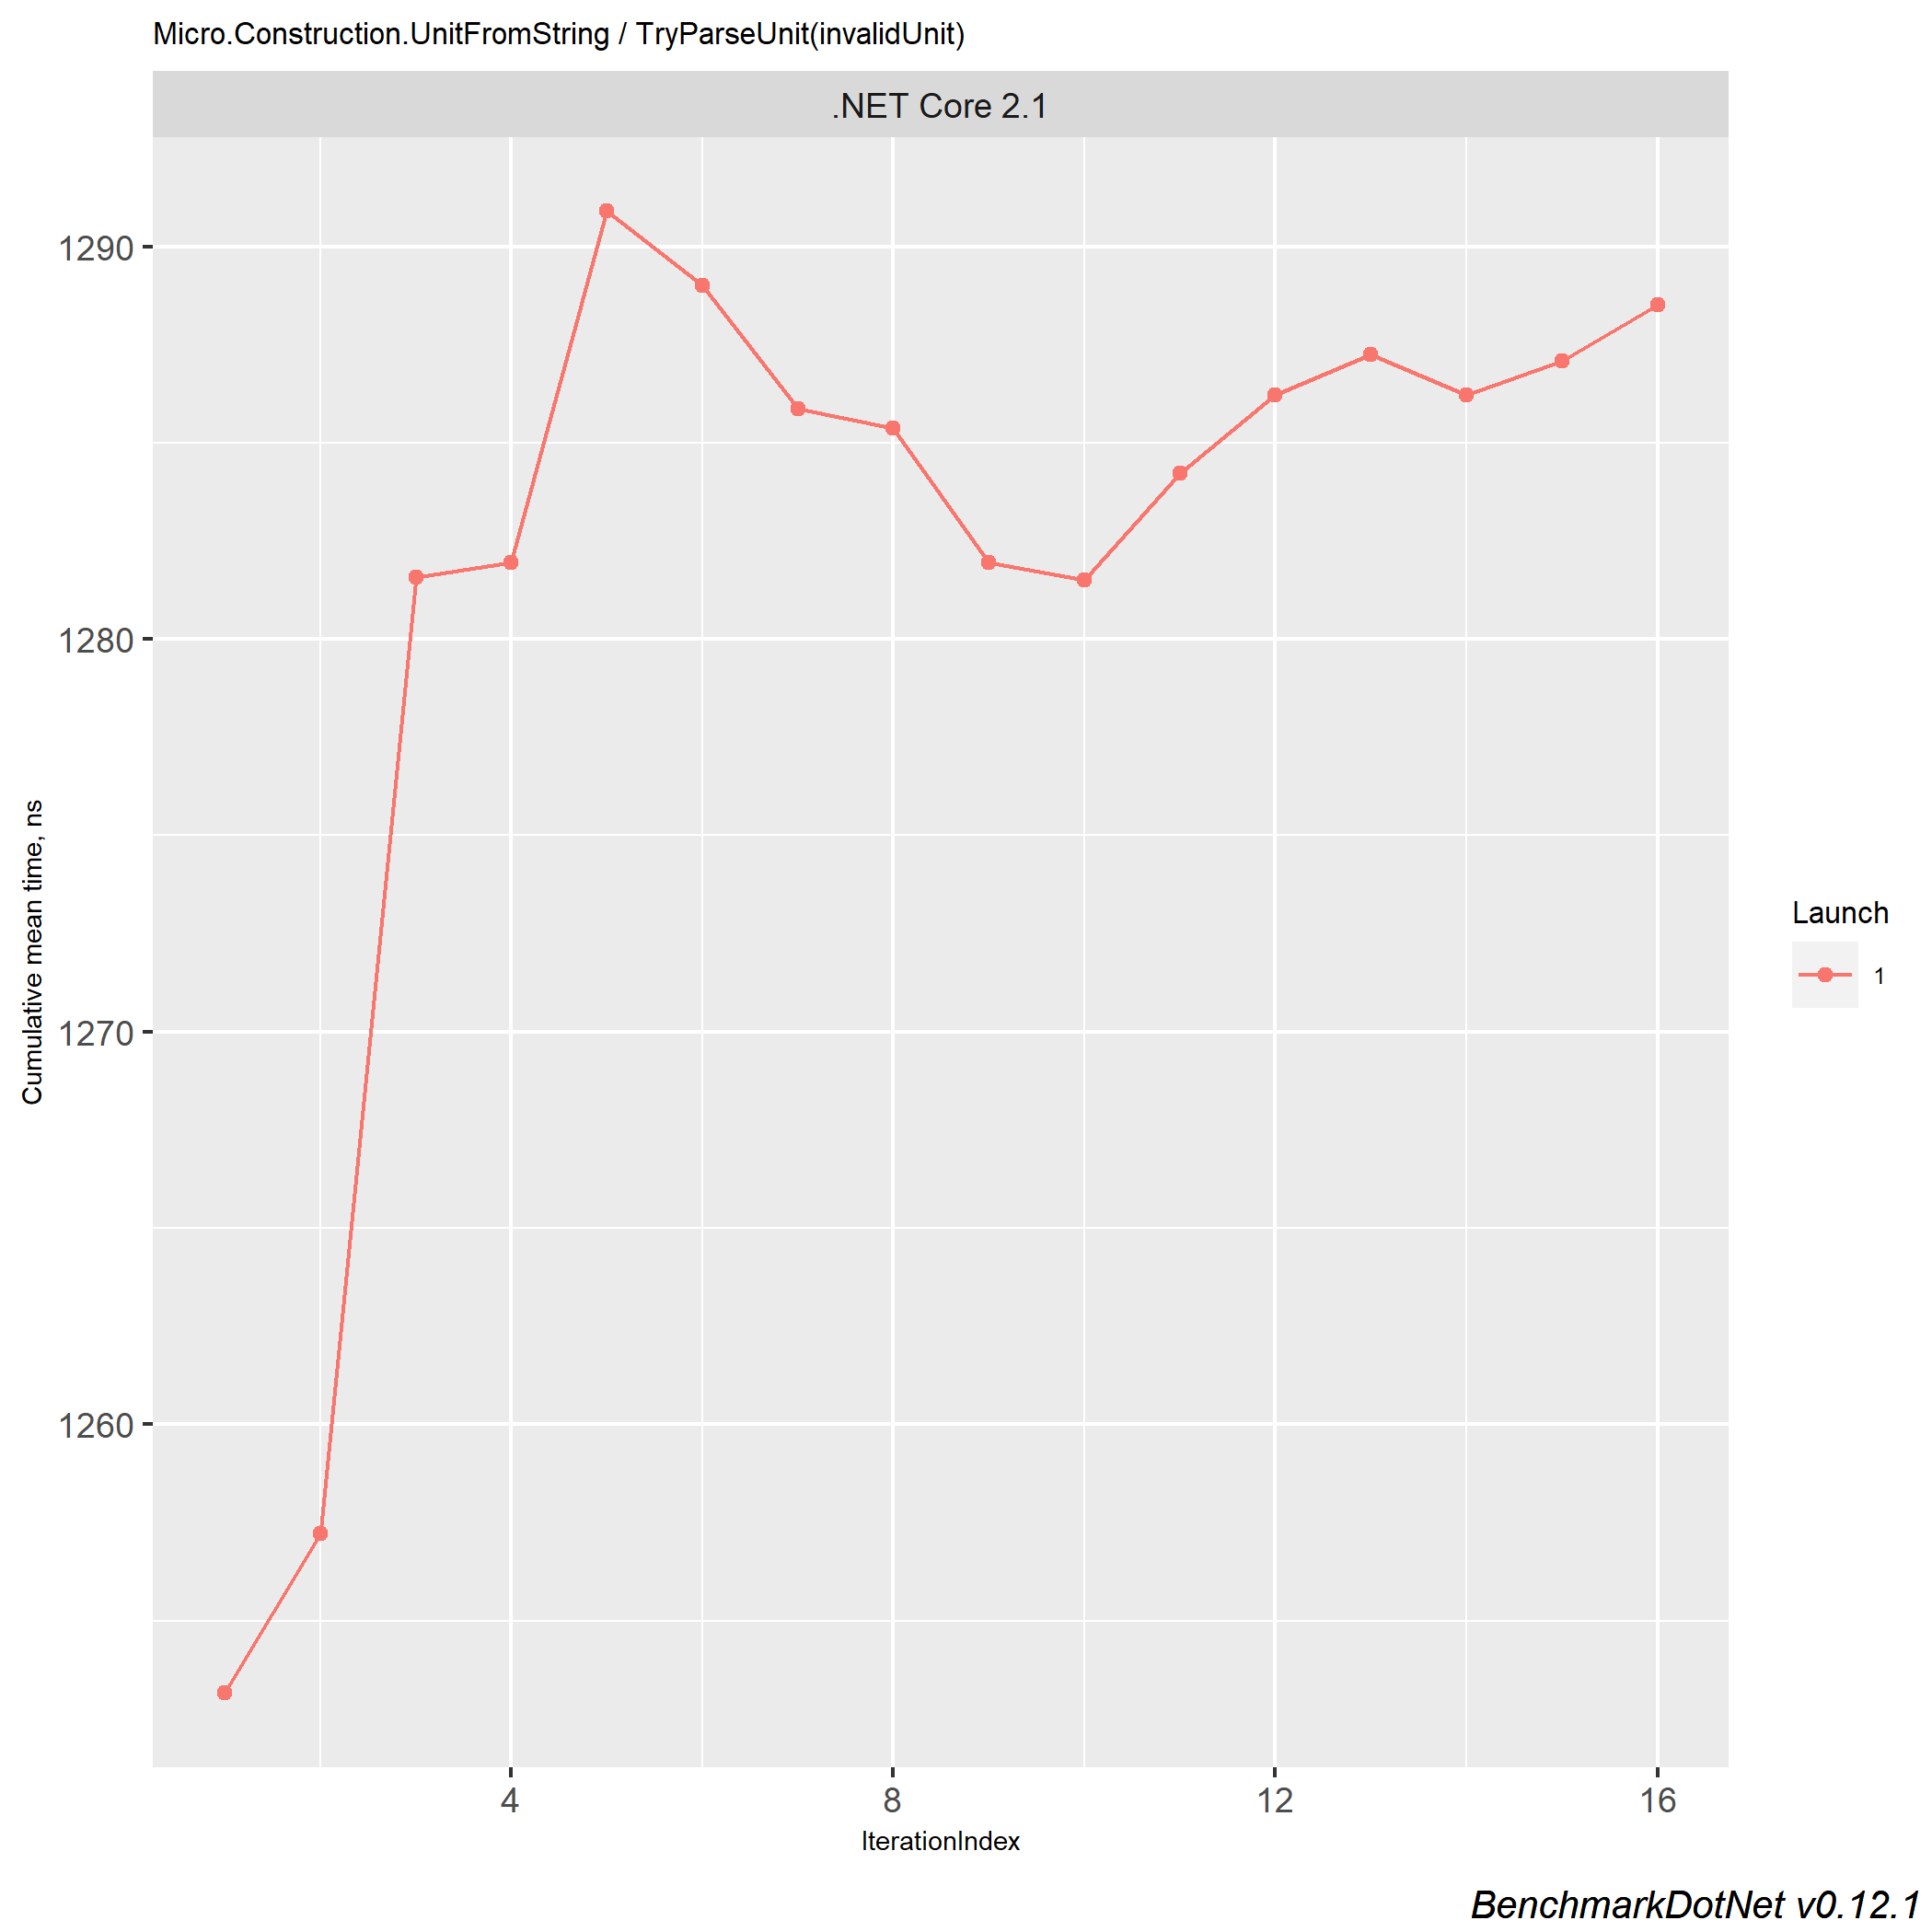 Micro.Construction.UnitFromString / TryParseUnit(invalidUnit)
.NET Core 2.1
1290
1280
1270
1260
Cumulative mean time, ns
4 8 12 16
IterationIndex
Launch
1
BenchmarkDotNet v0.12.1